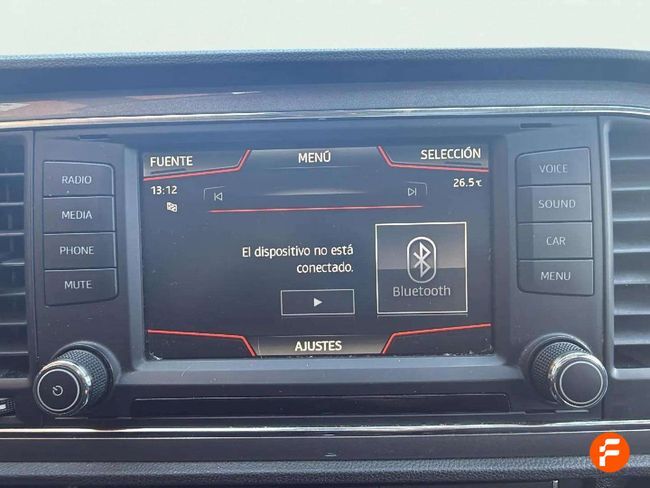 FUENTE
MENÚ
SELECCIÓN
13:12
26.5°C
El dispositivo no está
conectado.
Bluetooth
AJUSTES
RADIO
MEDIA
PHONE
MUTE
VOICE
SOUND
CAR
MENU